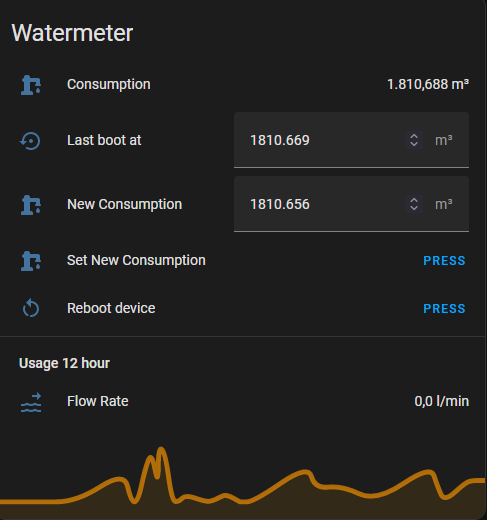 Watermeter
Consumption 1.810,688 m³
Last boot at 1810.669 m³
New Consumption 1810.656 m³
Set New Consumption PRESS
Reboot device PRESS
Usage 12 hour
Flow Rate 0,0 l/min